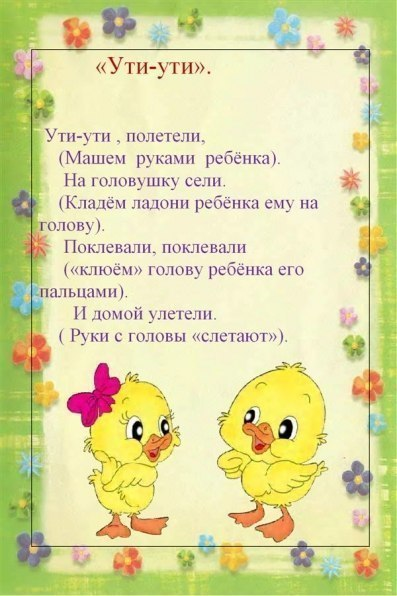 «Ути-ути».
Ути-ути , полетели,
(Машем руками ребёнка).
На головушку сели.
(Кладём ладони ребёнка ему на
голову).
Поклевали, поклевали
(«клюём» голову ребёнка его
пальцами).
И домой улетели.
( Руки с головы «слетают»).